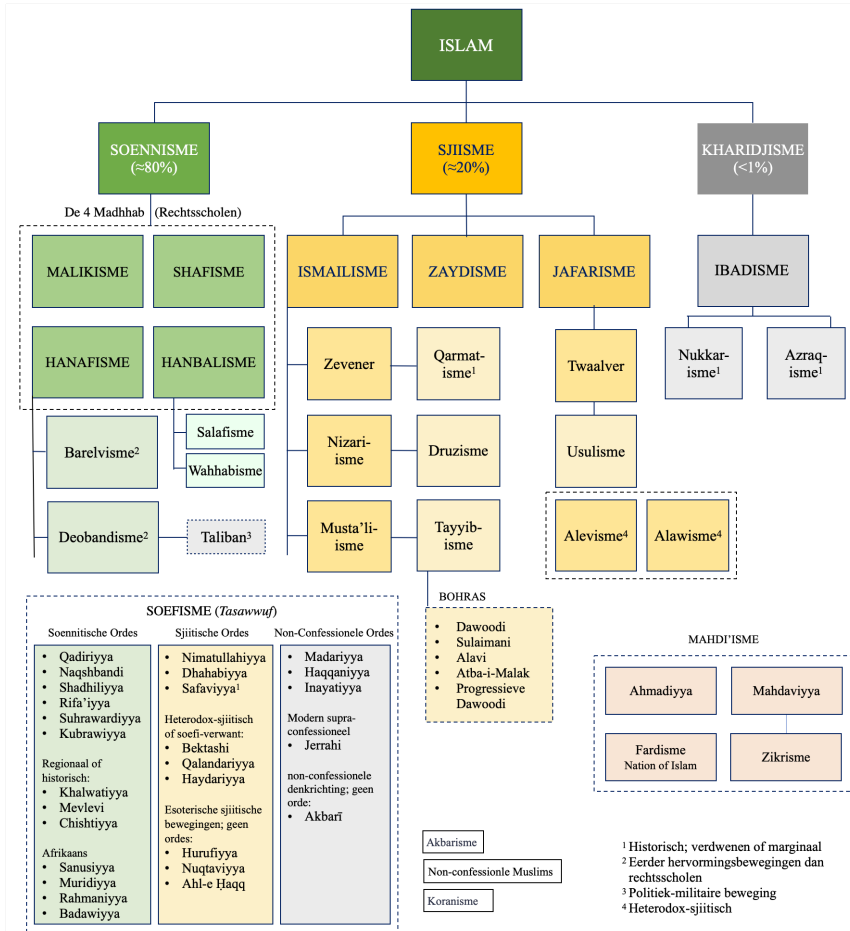 ISLAM
SOENNISME
(≈80%)
SJIISME
(≈20%)
KHARIDJISME
(<1%)
De 4 Madhhab (Rechtsscholen)
MALIKISME
SHAFISME
HANAFISME
HANBALISME
Salafisme
Wahhabisme
Barelvisme²
Deobandisme²
Taliban³
ISMAILISME
ZAYDISME
JAFARISME
Zevener
Qarmat-
isme¹
Nizari-
isme
Druzisme
Musta’li-
isme
Tayyib-
isme
Twaalver
Usulisme
Alevisme⁴
Alawisme⁴
IBADISME
Nukkar-
isme¹
Azraq-
isme¹
BOHRAS
• Dawoodi
• Sulaimani
• Alavi
• Atba-i-Malak
• Progressieve
Dawoodi
SOEFISME (Tasawwuf)
Soennitische Ordes
• Qadiriyya
• Naqshbandi
• Shadhiliyya
• Rifa’iyya
• Suhrawardiyya
• Kubrawiyya
Regionaal of
historisch:
• Khalwatiyya
• Mevlevi
• Chishtiyya
Afrikaans
• Sanusiyya
• Muridiyya
• Rahmaniyya
• Badawiyya
Sjiitische Ordes
• Nimatullahiyya
• Dhahabiyya
• Safaviyya¹
Heterodox-sjiitisch
of soefi-verwant:
• Bektashi
• Qalandariyya
• Haydariyya
Esoterische sjiitische
bewegingen; geen
ordes:
• Hurufiyya
• Nuqtaviyya
• Ahl-e Ḥaqq
Non-Confessionele Ordes
• Madariyya
• Haqqaniyya
• Inayatiyya
Modern supra-
confessioneel
• Jerrahi
non-confessionele
denkrichting; geen
orde:
• Akbarī
MAHDI’ISME
Ahmadiyya
Mahdaviyya
Fardisme
Nation of Islam
Zikrisme
Akbarisme
Non-confessionle Muslims
Koranisme
¹ Historisch; verdwenen of marginaal
² Eerder hervormingsbewegingen dan
rechtsscholen
³ Politiek-militaire beweging
⁴ Heterodox-sjiitisch